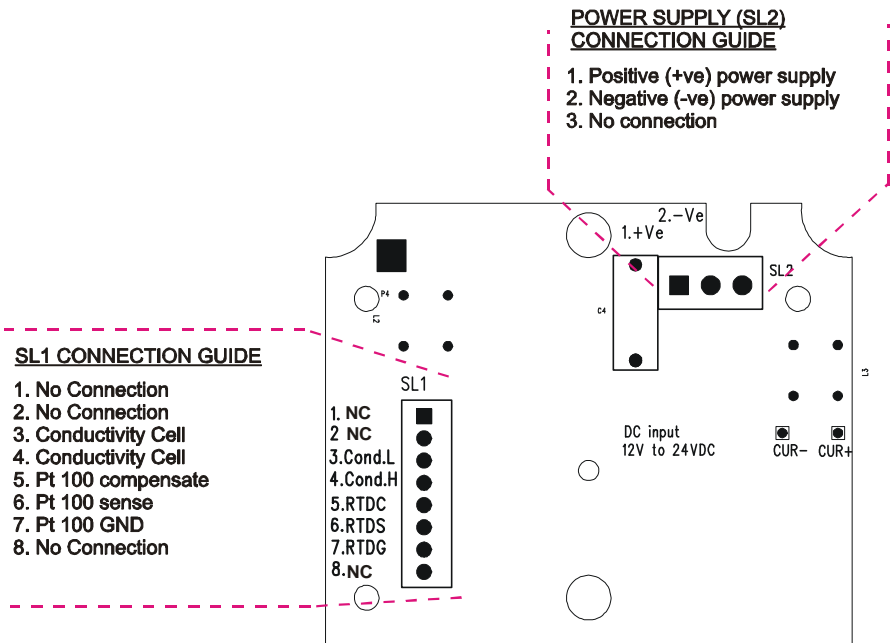 POWER SUPPLY (SL2)
CONNECTION GUIDE
1. Positive (+ve) power supply
2. Negative (-ve) power supply
3. No connection
2.-Ve
1.+Ve
SL2
P4
L2
C4
L3
SL1 CONNECTION GUIDE
1. No Connection
2. No Connection
3. Conductivity Cell
4. Conductivity Cell
5. Pt 100 compensate
6. Pt 100 sense
7. Pt 100 GND
8. No Connection
SL1
1. NC
2 NC
3.Cond.L
4.Cond.H
5.RTDC
6.RTDS
7.RTDG
8.NC
DC input
12V to 24VDC
CUR- CUR+